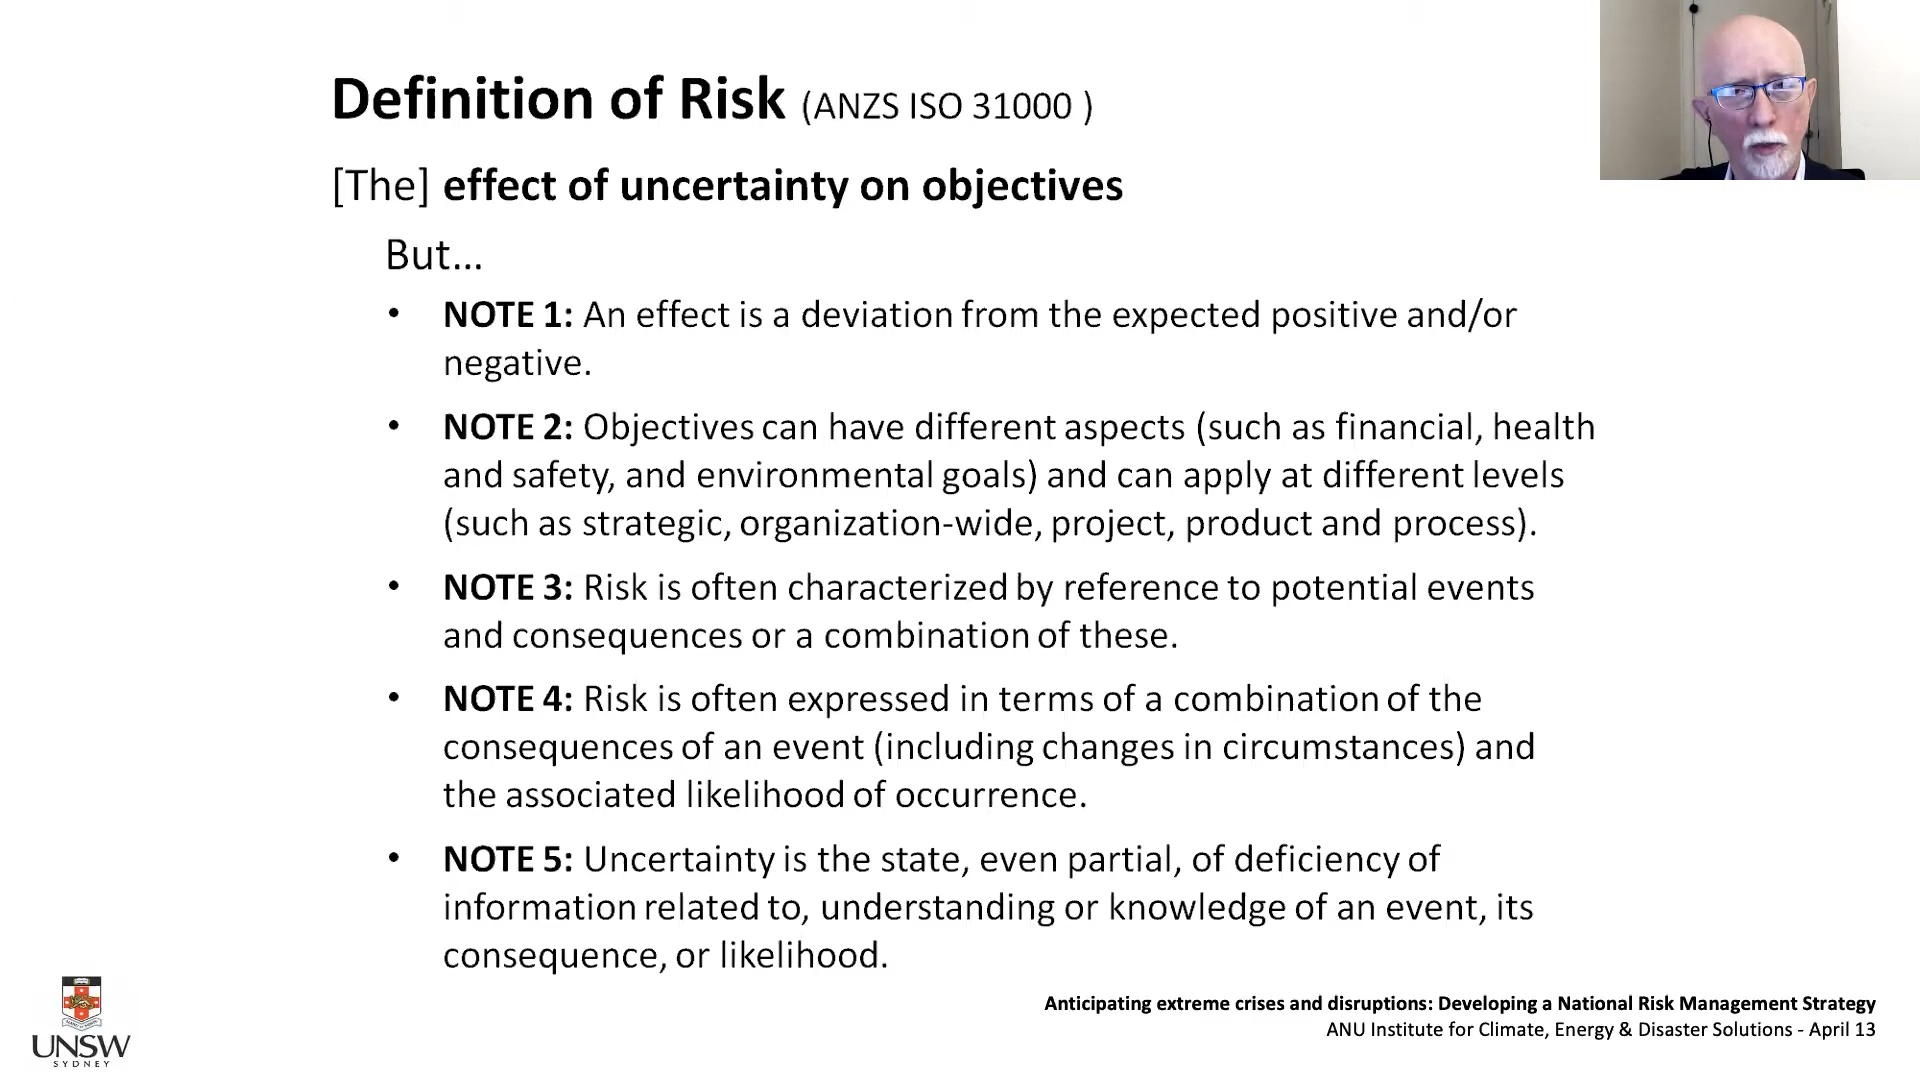 Definition of Risk (ANZS ISO 31000 )
[The] effect of uncertainty on objectives
But...
• NOTE 1: An effect is a deviation from the expected positive and/or
negative.
• NOTE 2: Objectives can have different aspects (such as financial, health
and safety, and environmental goals) and can apply at different levels
(such as strategic, organization-wide, project, product and process).
• NOTE 3: Risk is often characterized by reference to potential events
and consequences or a combination of these.
• NOTE 4: Risk is often expressed in terms of a combination of the
consequences of an event (including changes in circumstances) and
the associated likelihood of occurrence.
• NOTE 5: Uncertainty is the state, even partial, of deficiency of
information related to, understanding or knowledge of an event, its
consequence, or likelihood.
UNSW
SYDNEY
Anticipating extreme crises and disruptions: Developing a National Risk Management Strategy
ANU Institute for Climate, Energy & Disaster Solutions - April 13